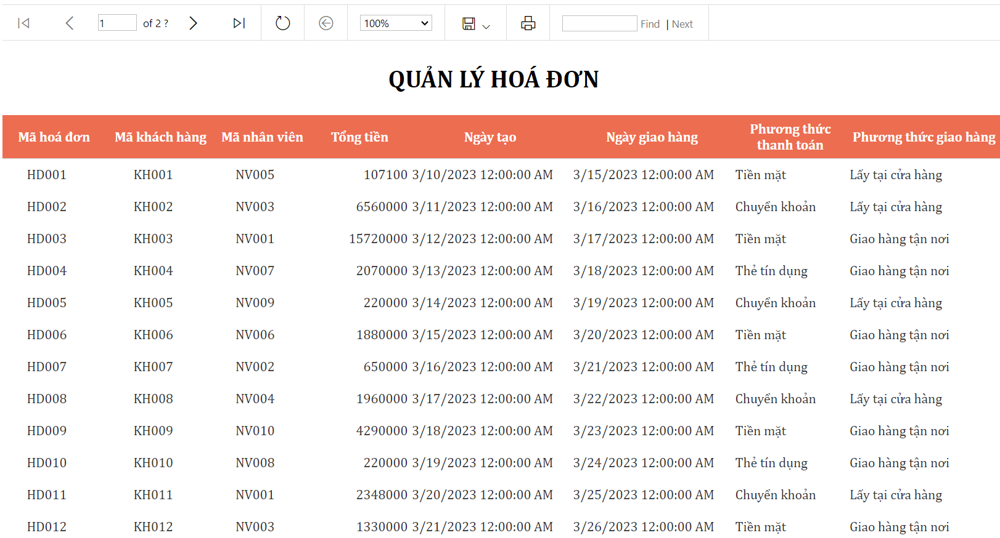 1 of 2 ? 100% Find | Next
QUẢN LÝ HOÁ ĐƠN
Mã hoá đơn Mã khách hàng Mã nhân viên Tổng tiền Ngày tạo Ngày giao hàng Phương thức thanh toán Phương thức giao hàng
HD001 KH001 NV005 107100 3/10/2023 12:00:00 AM 3/15/2023 12:00:00 AM Tiền mặt Lấy tại cửa hàng
HD002 KH002 NV003 6560000 3/11/2023 12:00:00 AM 3/16/2023 12:00:00 AM Chuyển khoản Lấy tại cửa hàng
HD003 KH003 NV001 15720000 3/12/2023 12:00:00 AM 3/17/2023 12:00:00 AM Tiền mặt Giao hàng tận nơi
HD004 KH004 NV007 2070000 3/13/2023 12:00:00 AM 3/18/2023 12:00:00 AM Thẻ tín dụng Giao hàng tận nơi
HD005 KH005 NV009 220000 3/14/2023 12:00:00 AM 3/19/2023 12:00:00 AM Chuyển khoản Lấy tại cửa hàng
HD006 KH006 NV006 1880000 3/15/2023 12:00:00 AM 3/20/2023 12:00:00 AM Tiền mặt Giao hàng tận nơi
HD007 KH007 NV002 650000 3/16/2023 12:00:00 AM 3/21/2023 12:00:00 AM Thẻ tín dụng Giao hàng tận nơi
HD008 KH008 NV004 1960000 3/17/2023 12:00:00 AM 3/22/2023 12:00:00 AM Chuyển khoản Lấy tại cửa hàng
HD009 KH009 NV010 4290000 3/18/2023 12:00:00 AM 3/23/2023 12:00:00 AM Tiền mặt Giao hàng tận nơi
HD010 KH010 NV008 220000 3/19/2023 12:00:00 AM 3/24/2023 12:00:00 AM Thẻ tín dụng Giao hàng tận nơi
HD011 KH011 NV001 2348000 3/20/2023 12:00:00 AM 3/25/2023 12:00:00 AM Chuyển khoản Lấy tại cửa hàng
HD012 KH012 NV003 1330000 3/21/2023 12:00:00 AM 3/26/2023 12:00:00 AM Tiền mặt Giao hàng tận nơi